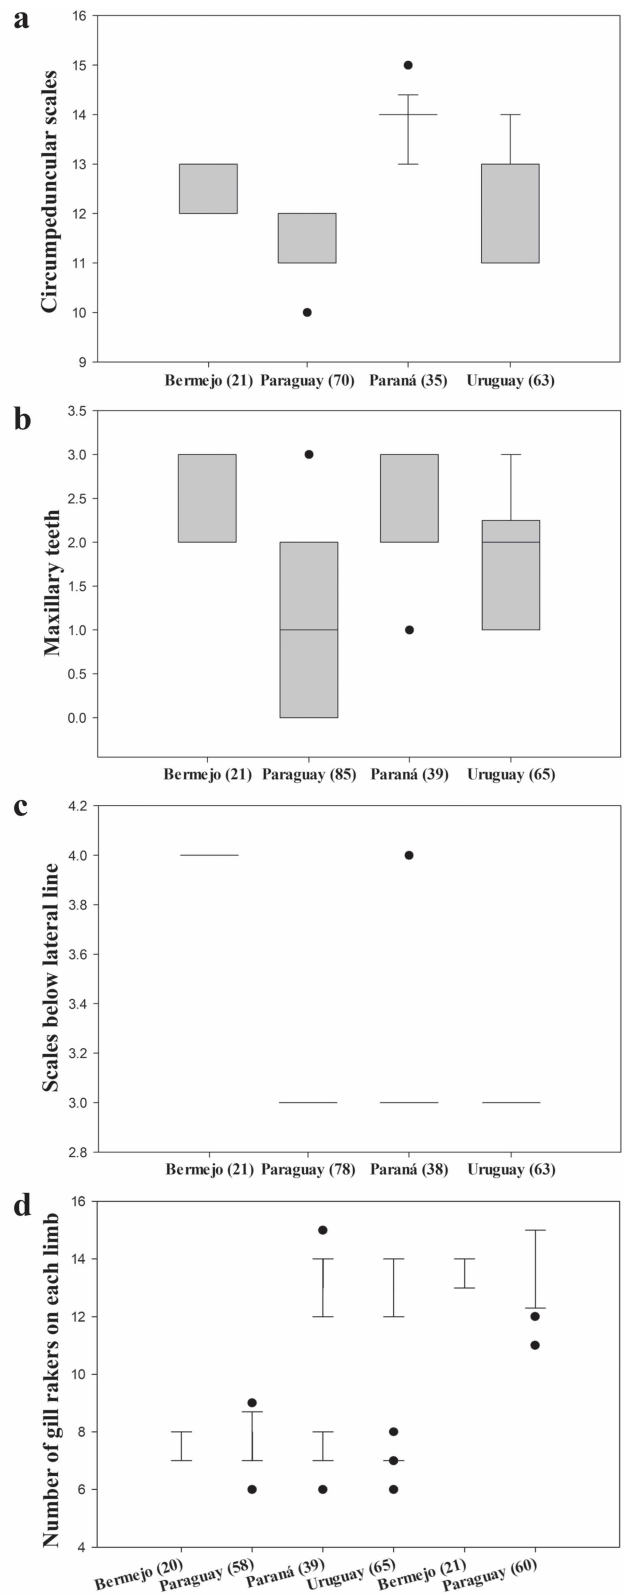 a
Circumpeduncular scales
16
15
14
13
12
11
10
9
Bermejo (21) Paraguay (70) Paraná (35) Uruguay (63)
b
Maxillary teeth
3.5
3.0
2.5
2.0
1.5
1.0
0.5
0.0
Bermejo (21) Paraguay (85) Paraná (39) Uruguay (65)
c
Scales below lateral line
4.2
4.0
3.8
3.6
3.4
3.2
3.0
2.8
Bermejo (21) Paraguay (78) Paraná (38) Uruguay (63)
d
Number of gill rakers on each limb
16
14
12
10
8
6
4
Bermejo (20) Paraguay (58) Paraná (39) Uruguay (65) Bermejo (21) Paraguay (60)